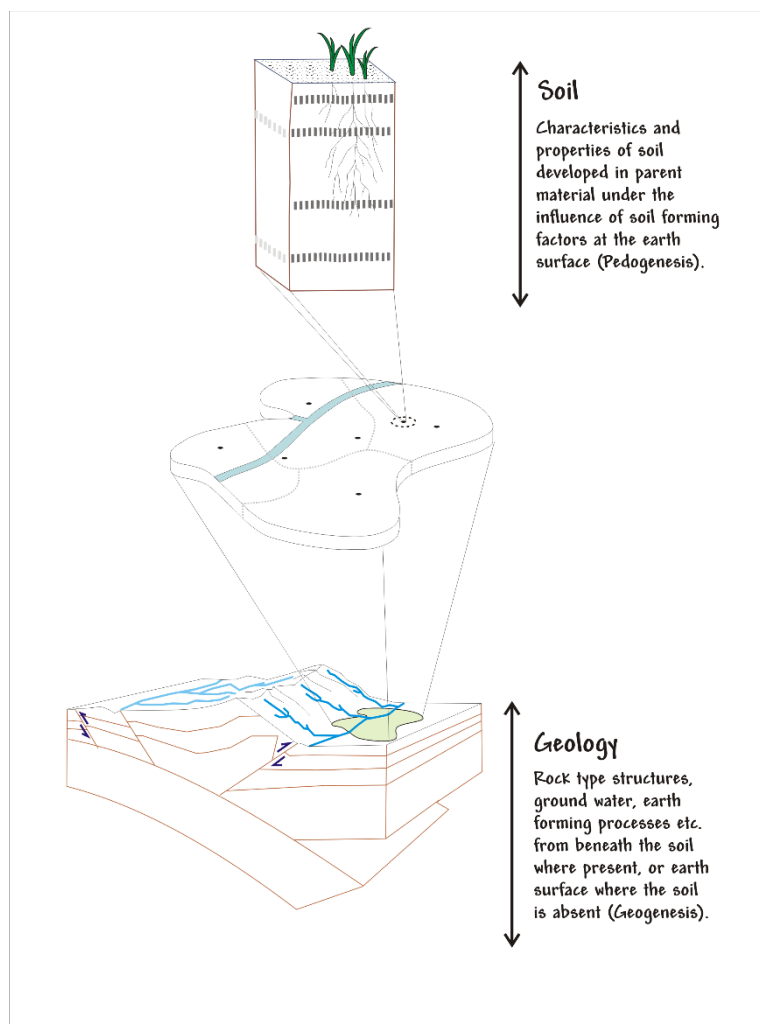 Soil
Characteristics and
properties of soil
developed in parent
material under the
influence of soil forming
factors at the earth
surface (Pedogenesis).
Geology
Rock type structures,
ground water, earth
forming processes etc.
from beneath the soil
where present, or earth
surface where the soil
is absent (Geogenesis).